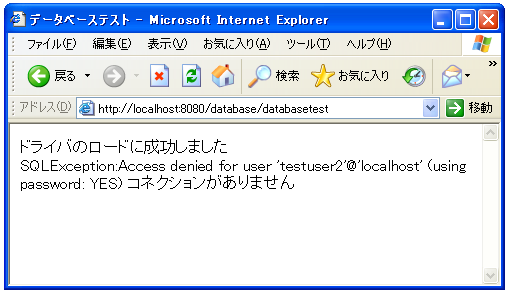 データベーステスト - Microsoft Internet Explorer
ファイル(F) 編集(E) 表示(V) お気に入り(A) ツール(T) ヘルプ(H)
戻る 検索 お気に入り
アドレス(D) http://localhost:8080/database/databasetest 移動
ドライバのロードに成功しました
SQLException:Access denied for user 'testuser2'@'localhost' (using
password: YES) コネクションがありません